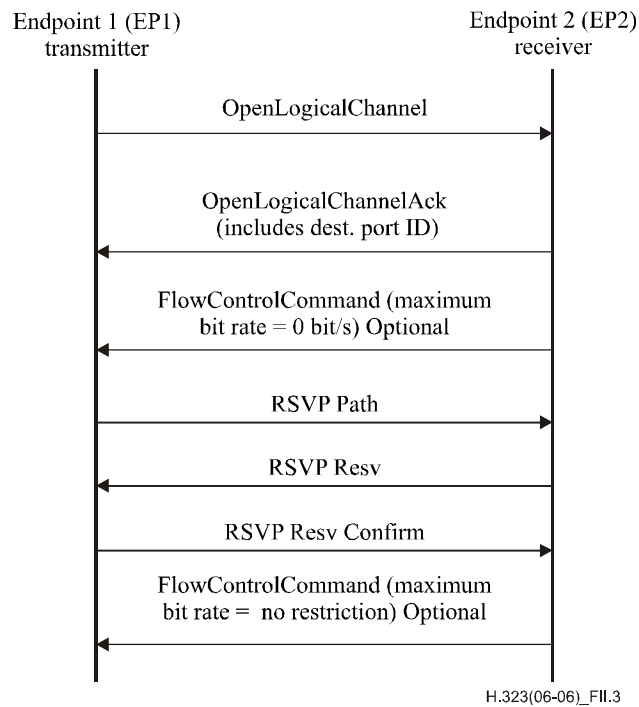 Endpoint 1 (EP1)
transmitter
Endpoint 2 (EP2)
receiver
OpenLogicalChannel
OpenLogicalChannelAck
(includes dest. port ID)
FlowControlCommand (maximum
bit rate = 0 bit/s) Optional
RSVP Path
RSVP Resv
RSVP Resv Confirm
FlowControlCommand (maximum
bit rate = no restriction) Optional
H.323(06-06)_FII.3